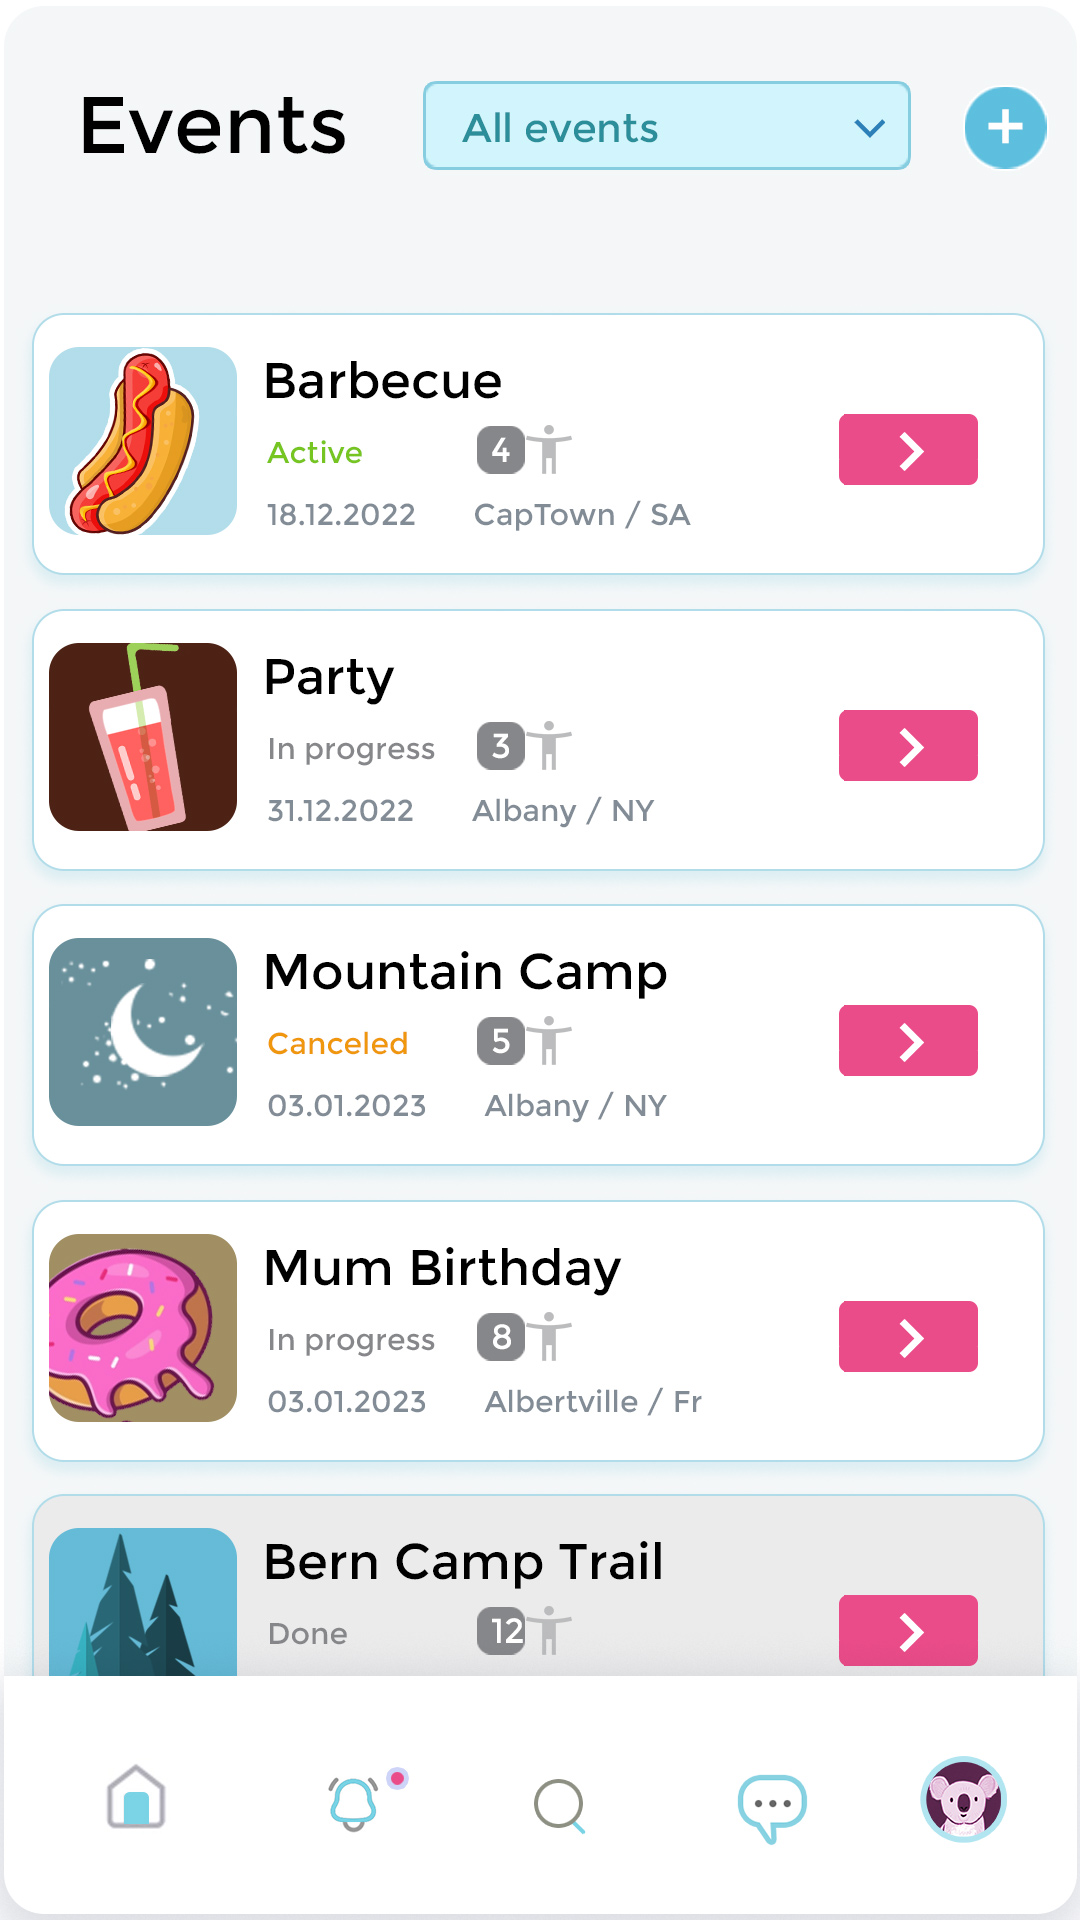 Events
All events
Barbecue
Active 4
18.12.2022 CapTown / SA
Party
In progress 3
31.12.2022 Albany / NY
Mountain Camp
Canceled 5
03.01.2023 Albany / NY
Mum Birthday
In progress 8
03.01.2023 Albertville / Fr
Bern Camp Trail
Done 12